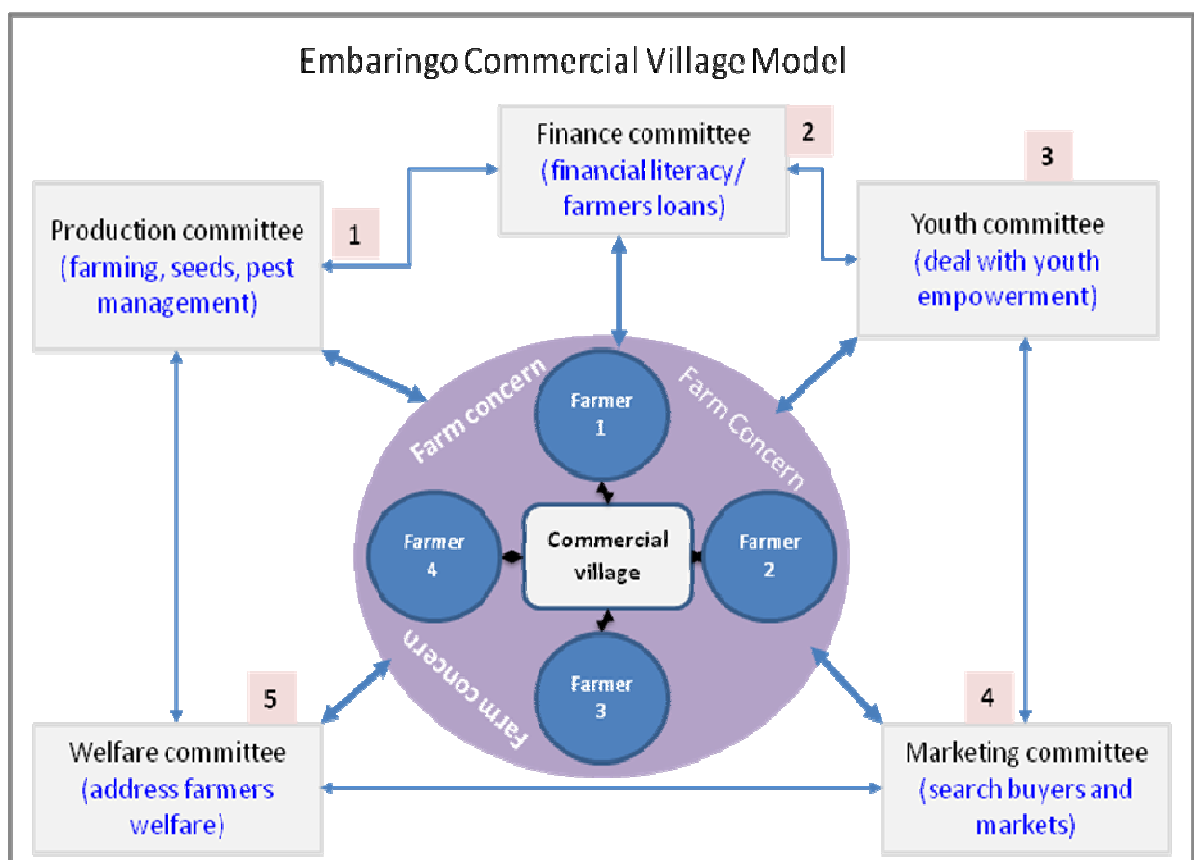 Embaringo Commercial Village Model
Finance committee
(financial literacy/
farmers loans)
2
3
Production committee
(farming, seeds, pest
management)
1
Youth committee
(deal with youth
empowerment)
Farm concern
Farm Concern
Farmer
1
Farmer
4
Commercial
village
Farmer
2
Farmer
3
Farm concern
5
Welfare committee
(address farmers
welfare)
4
Marketing committee
(search buyers and
markets)